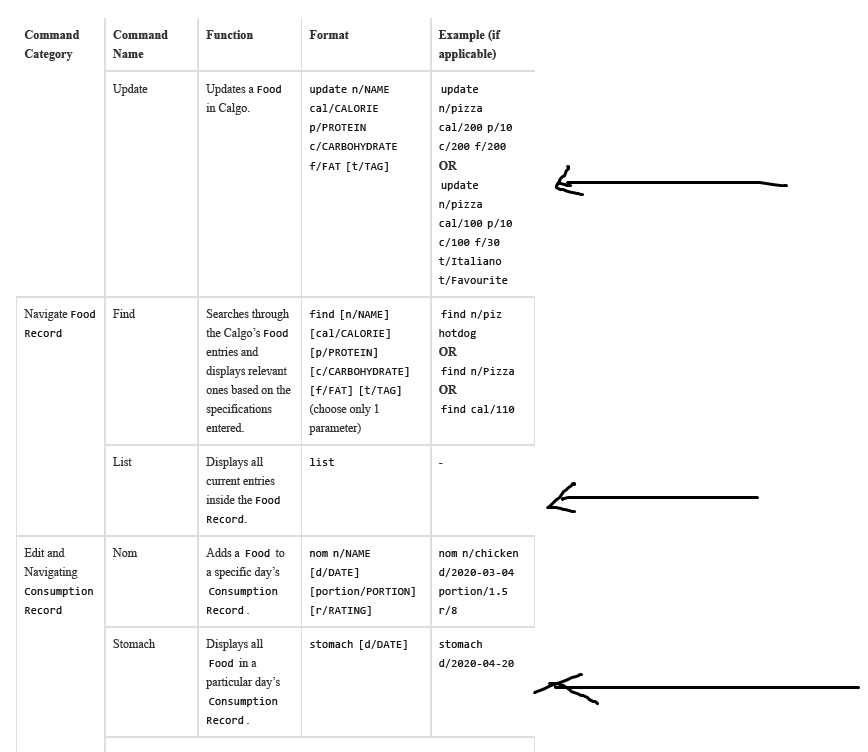 Command Category
Command Name
Function
Format
Example (if applicable)
Update
Updates a Food
in Calgo.
update n/NAME
cal/CALORIE
p/PROTEIN
c/CARBOHYDRATE
f/FAT [t/TAG]
update
n/pizza
cal/200 p/10
c/200 f/200
OR
update
n/pizza
cal/100 p/10
c/100 f/30
t/Italiano
t/Favourite
Navigate Food
Record
Find
Searches through
the Calgo’s Food
entries and
displays relevant
ones based on the
specifications
entered.
find [n/NAME]
[cal/CALORIE]
[p/PROTEIN]
[c/CARBOHYDRATE]
[f/FAT] [t/TAG]
(choose only 1
parameter)
find n/piz
hotdog
OR
find n/Pizza
OR
find cal/110
List
Displays all
current entries
inside the Food
Record.
list
-
Edit and
Navigating
Consumption
Record
Nom
Adds a Food to
a specific day’s
Consumption
Record.
nom n/NAME
[d/DATE]
[portion/PORTION]
[r/RATING]
nom n/chicken
d/2020-03-04
portion/1.5
r/8
Stomach
Displays all
Food in a
particular day’s
Consumption
Record.
stomach [d/DATE]
stomach
d/2020-04-20